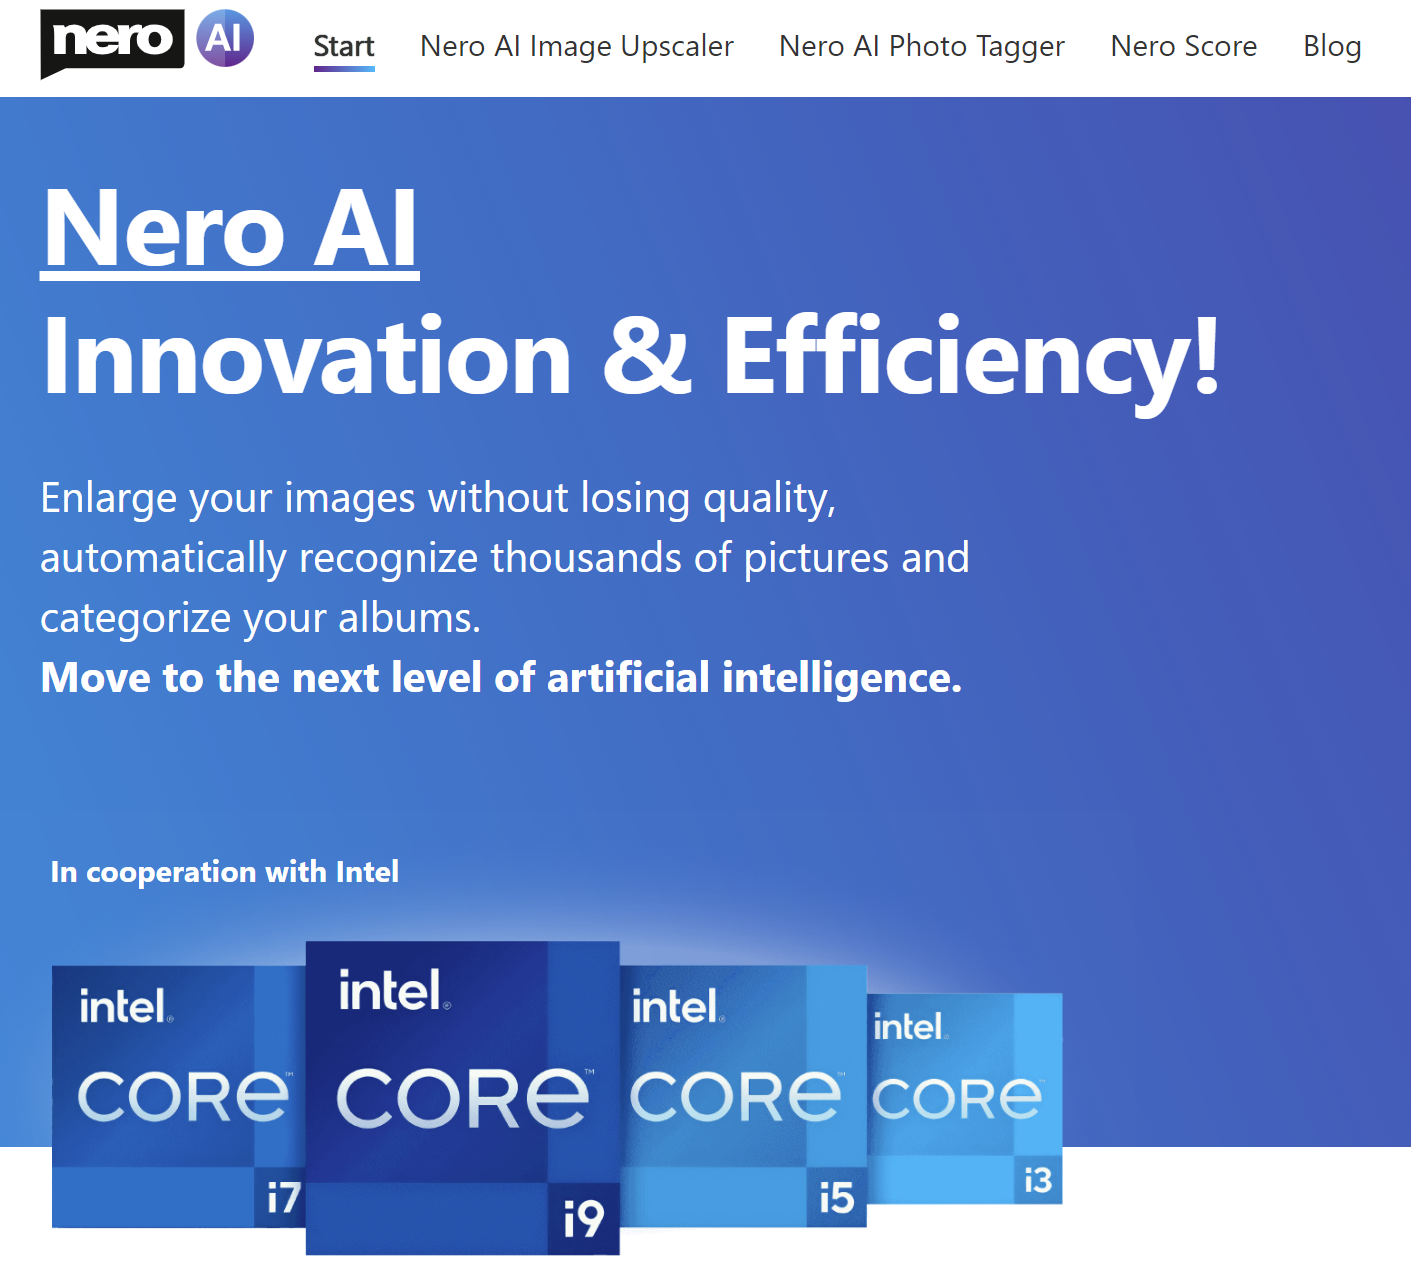 nero AI
Start Nero AI Image Upscaler Nero AI Photo Tagger Nero Score Blog
Nero AI
Innovation & Efficiency!
Enlarge your images without losing quality,
automatically recognize thousands of pictures and
categorize your albums.
Move to the next level of artificial intelligence.
In cooperation with Intel
intel®
CORE™
i7
intel®
CORE™
i9
intel®
CORE™
i5
intel®
CORE™
i3